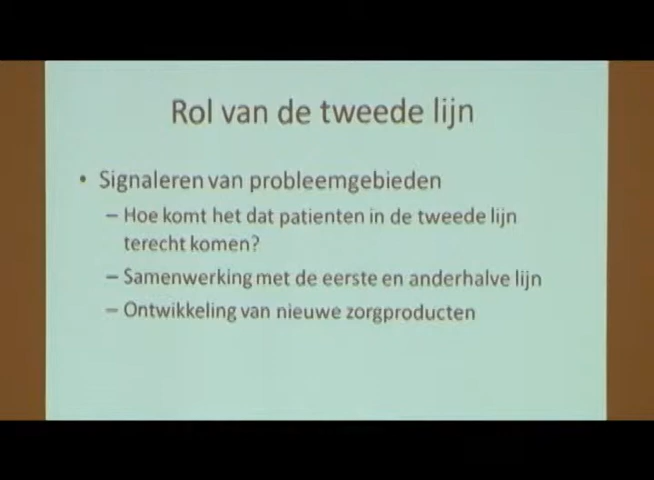 Rol van de tweede lijn
• Signaleren van probleemgebieden
– Hoe komt het dat patienten in de tweede lijn
terecht komen?
– Samenwerking met de eerste en anderhalve lijn
– Ontwikkeling van nieuwe zorgproducten